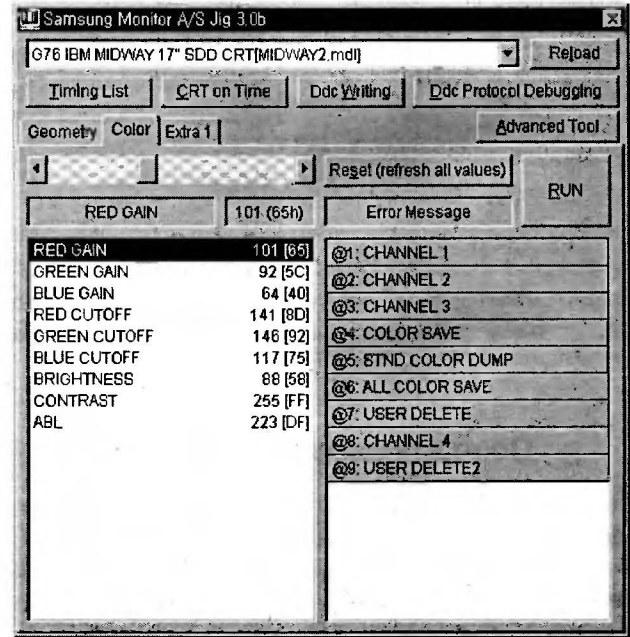 Samsung Monitor A/S Jig 3.0b
G76 IBM MIDWAY 17" SDD CRT[MIDWAY2.mdl]
Reload
Timing List
CRT on Time
Ddc Writing
Ddc Protocol Debugging
Geometry
Color
Extra 1
Advanced Tool
Reset (refresh all values)
RUN
RED GAIN
101 (65h)
Error Message
RED GAIN 101 [65]
GREEN GAIN 92 [5C]
BLUE GAIN 64 [40]
RED CUTOFF 141 [8D]
GREEN CUTOFF 146 [92]
BLUE CUTOFF 117 [75]
BRIGHTNESS 88 [58]
CONTRAST 255 [FF]
ABL 223 [DF]
@1: CHANNEL 1
@2: CHANNEL 2
@3: CHANNEL 3
@4: COLOR SAVE
@5: STND COLOR DUMP
@6: ALL COLOR SAVE
@7: USER DELETE
@8: CHANNEL 4
@9: USER DELETE2